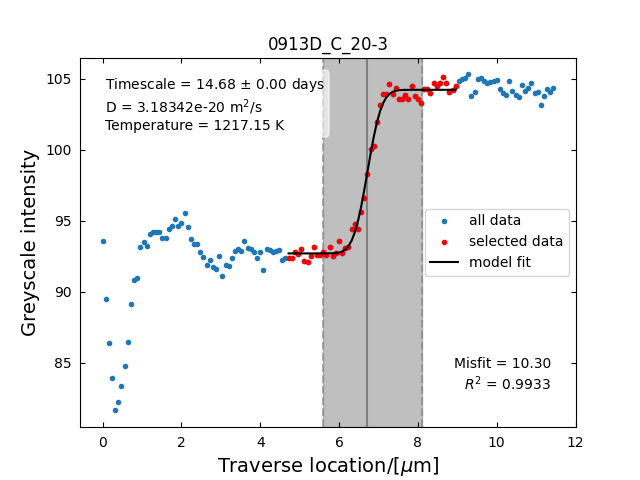 0913D_C_20-3
Timescale = 14.68 ± 0.00 days
D = 3.18342e-20 m²/s
Temperature = 1217.15 K
Greyscale intensity
105
100
95
90
85
all data
selected data
model fit
Misfit = 10.30
R² = 0.9933
0 2 4 6 8 10 12
Traverse location/[μm]